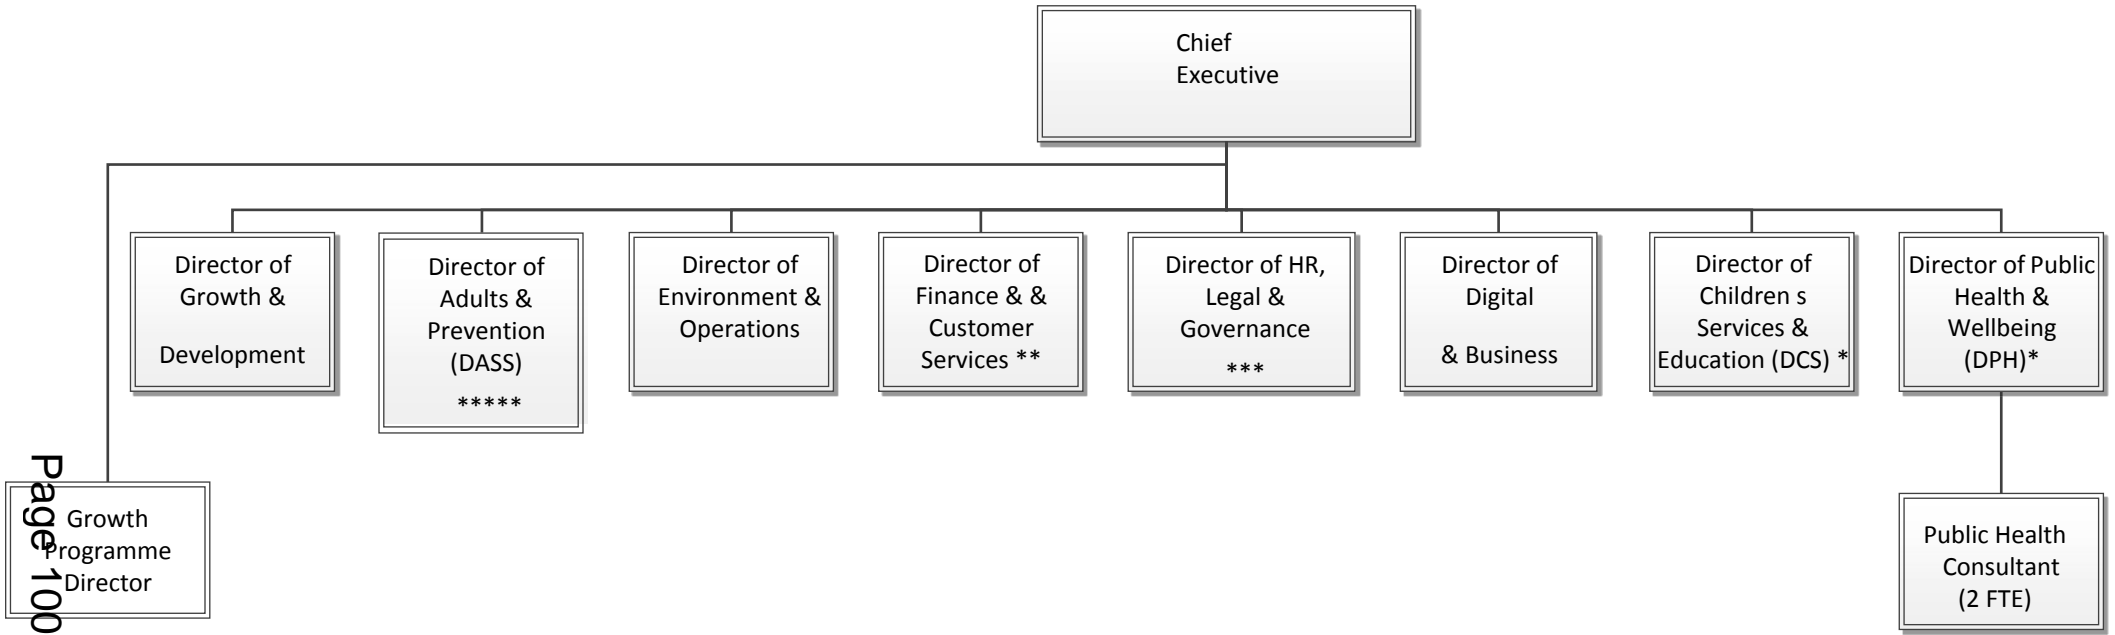 Chief
Executive
Director of
Growth &
Development
Director of
Adults &
Prevention
(DASS)
*****
Director of
Environment &
Operations
Director of
Finance & &
Customer
Services **
Director of HR,
Legal &
Governance
***
Director of
Digital
& Business
Director of
Children s
Services &
Education (DCS) *
Director of Public
Health &
Wellbeing
(DPH)*
Growth
Programme
Director
Public Health
Consultant
(2 FTE)
Page 100